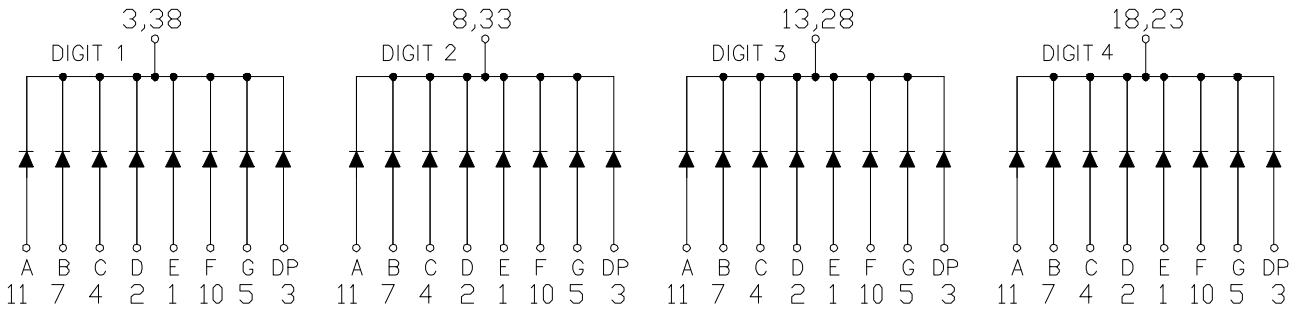 3,38 8,33 13,28 18,23
DIGIT 1 DIGIT 2 DIGIT 3 DIGIT 4
A B C D E F G DP A B C D E F G DP A B C D E F G DP A B C D E F G DP
11 7 4 2 1 10 5 3 11 7 4 2 1 10 5 3 11 7 4 2 1 10 5 3 11 7 4 2 1 10 5 3